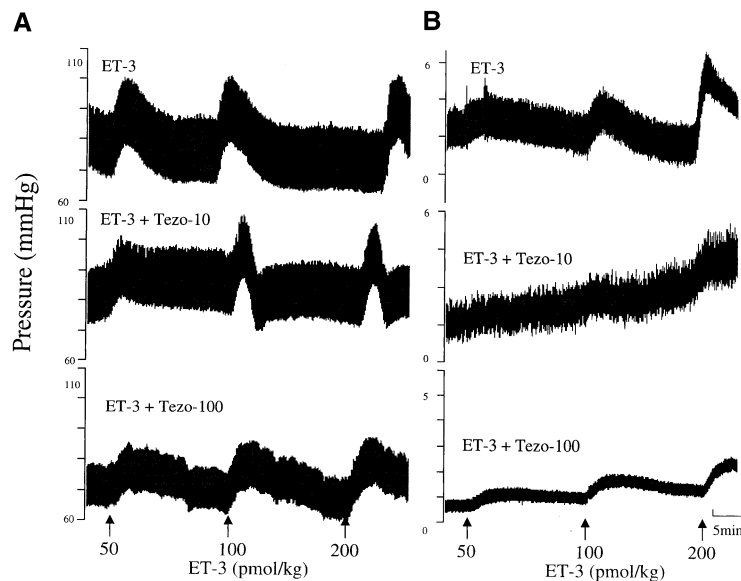 A
B
110
ET-3
60
6
ET-3
0
Pressure (mmHg)
110
ET-3 + Tezo-10
60
6
ET-3 + Tezo-10
0
110
ET-3 + Tezo-100
60
6
ET-3 + Tezo-100
0
5min
50
100
200
ET-3 (pmol/kg)
50
100
200
ET-3 (pmol/kg)